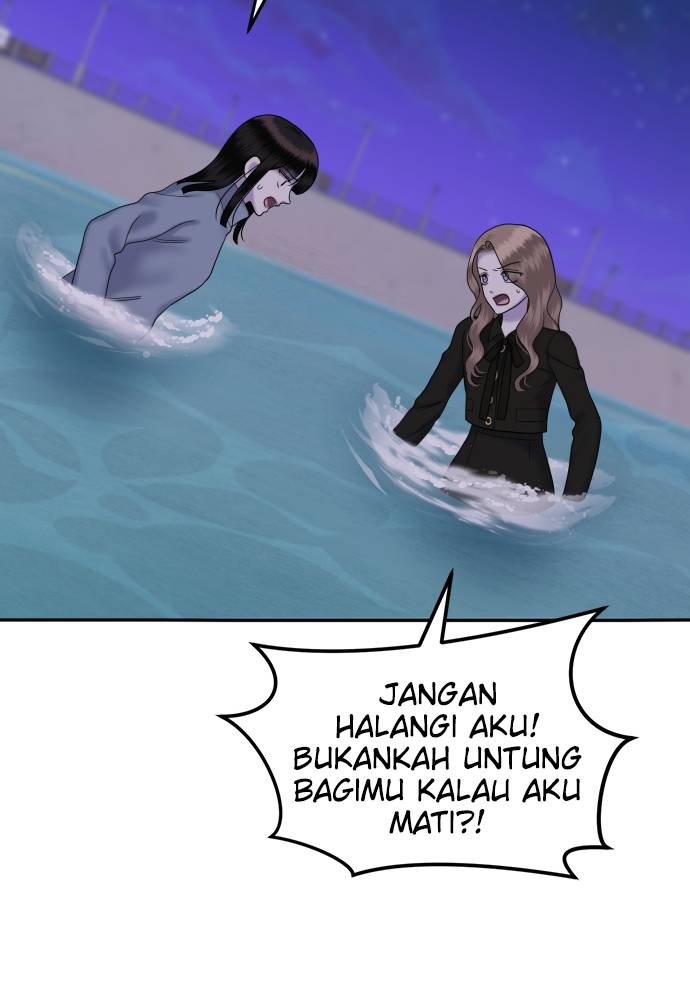 JANGAN
HALANGI AKU!
BUKANKAH UNTUNG
BAGIMU KALAU AKU
MATI?!